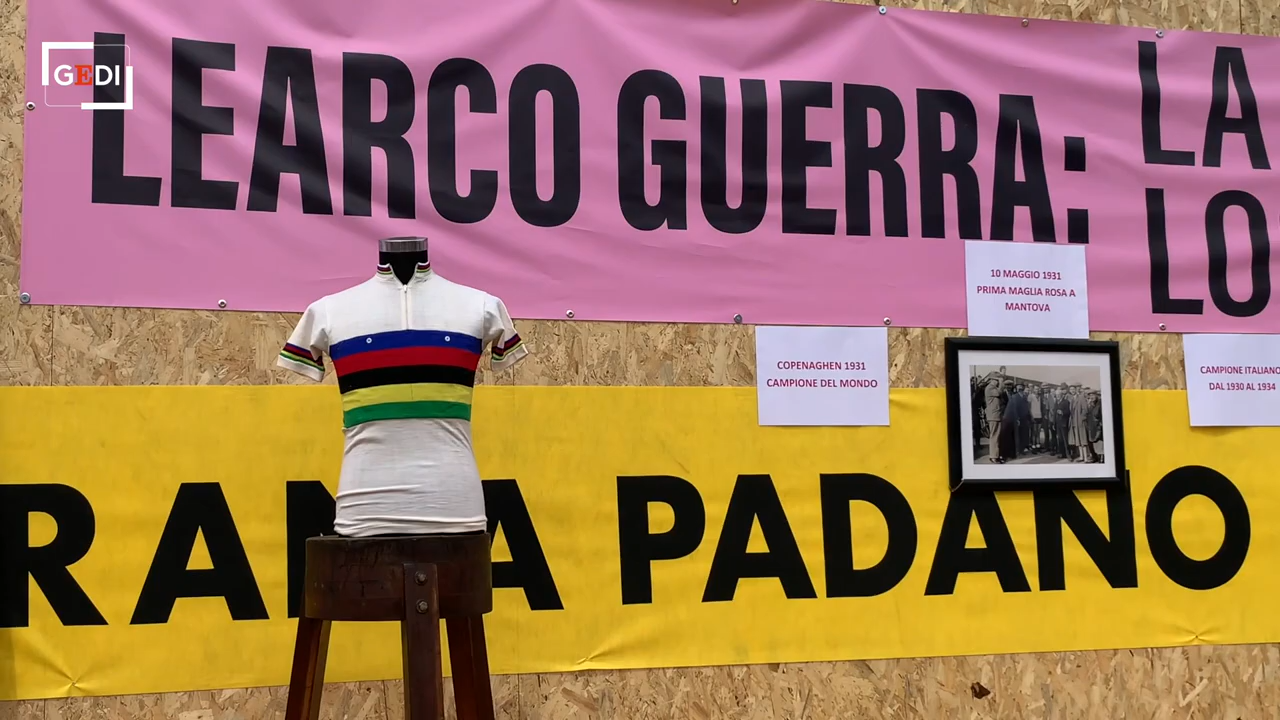 GEDI
LEARCO GUERRA: LA
LO
10 MAGGIO 1931
PRIMA MAGLIA ROSA A
MANTOVA
COPENAGHEN 1931
CAMPIONE DEL MONDO
CAMPIONE ITALIANO
DAL 1930 AL 1934
PADANO